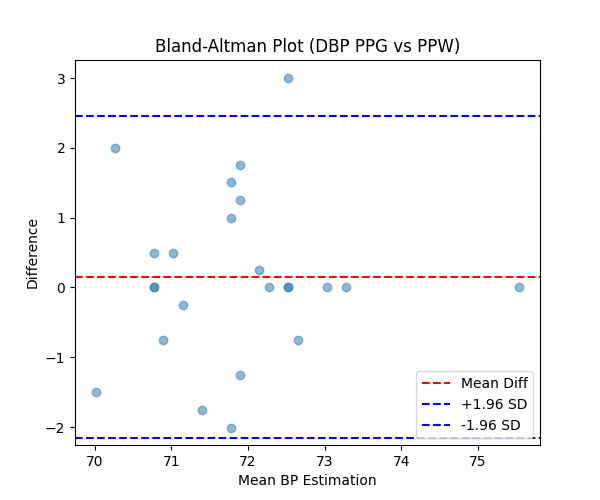 Bland-Altman Plot (DBP PPG vs PPW)
Difference
3
2
1
0
−1
−2
Mean Diff
+1.96 SD
-1.96 SD
70 71 72 73 74 75
Mean BP Estimation